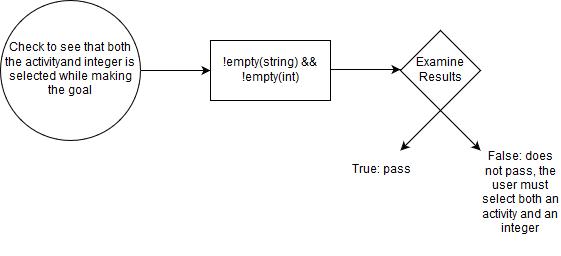 Check to see that both
the activityand integer is
selected while making
the goal
!empty(string) &&
!empty(int)
Examine
Results
True: pass
False: does
not pass, the
user must
select both an
activity and an
integer